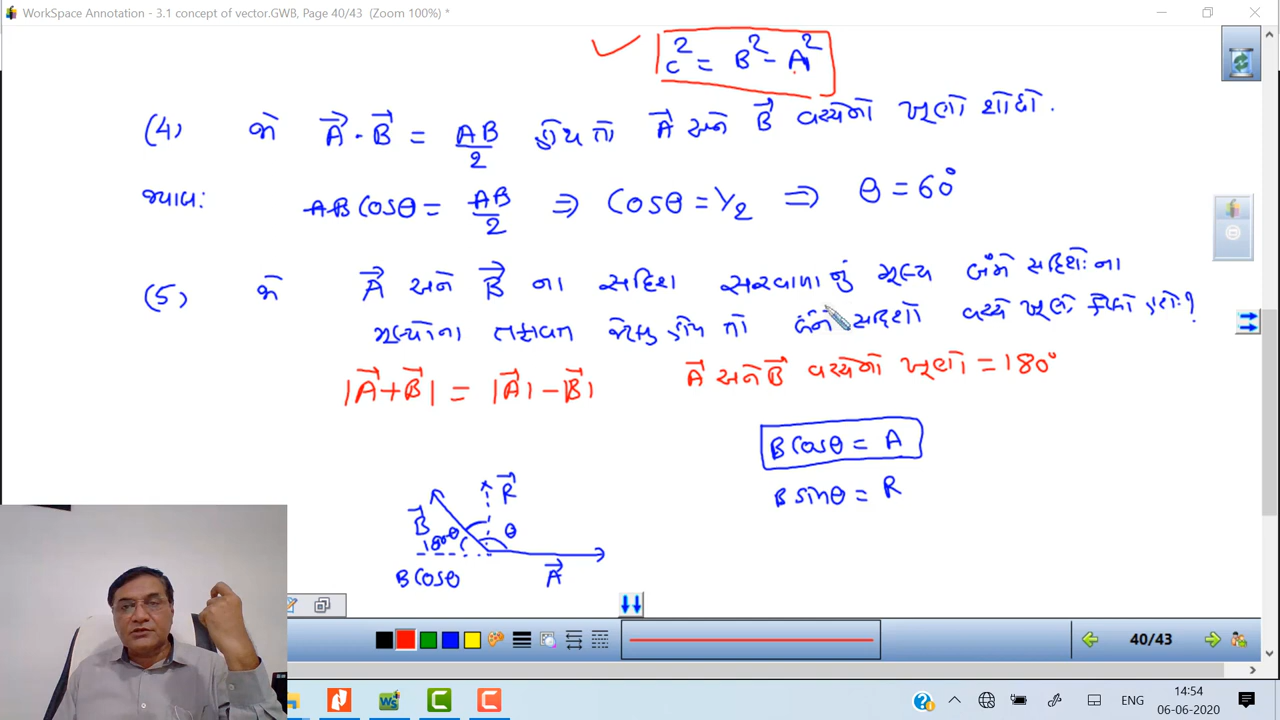 WorkSpace Annotation - 3.1 concept of vector.GWB, Page 40/43 (Zoom 100%) *
C² = B² - A²
(4) જો A⃗ · B⃗ = AB/2 હોય તો A⃗ અને B⃗ વચ્ચેનો ખૂણો શોધો.
જવાબ: ABcosθ = AB/2 ⇒ Cosθ = 1/2 ⇒ θ = 60°
(5) જો A⃗ અને B⃗ ના સદિશ સરવાળાનું મૂલ્ય બંને સદિશોના
મૂલ્યોના તફાવત જેટલુ હોય તો બંને સદિશો વચ્ચે ખૂણો કેટલો હશે?
|A⃗+B⃗| = |A⃗| - |B⃗|
A⃗ અને B⃗ વચ્ચેનો ખૂણો = 180°
B cosθ = A
B sinθ = R
R⃗
B⃗
θ
θ
B cosθ
A⃗
40/43
ENG
14:54
06-06-2020